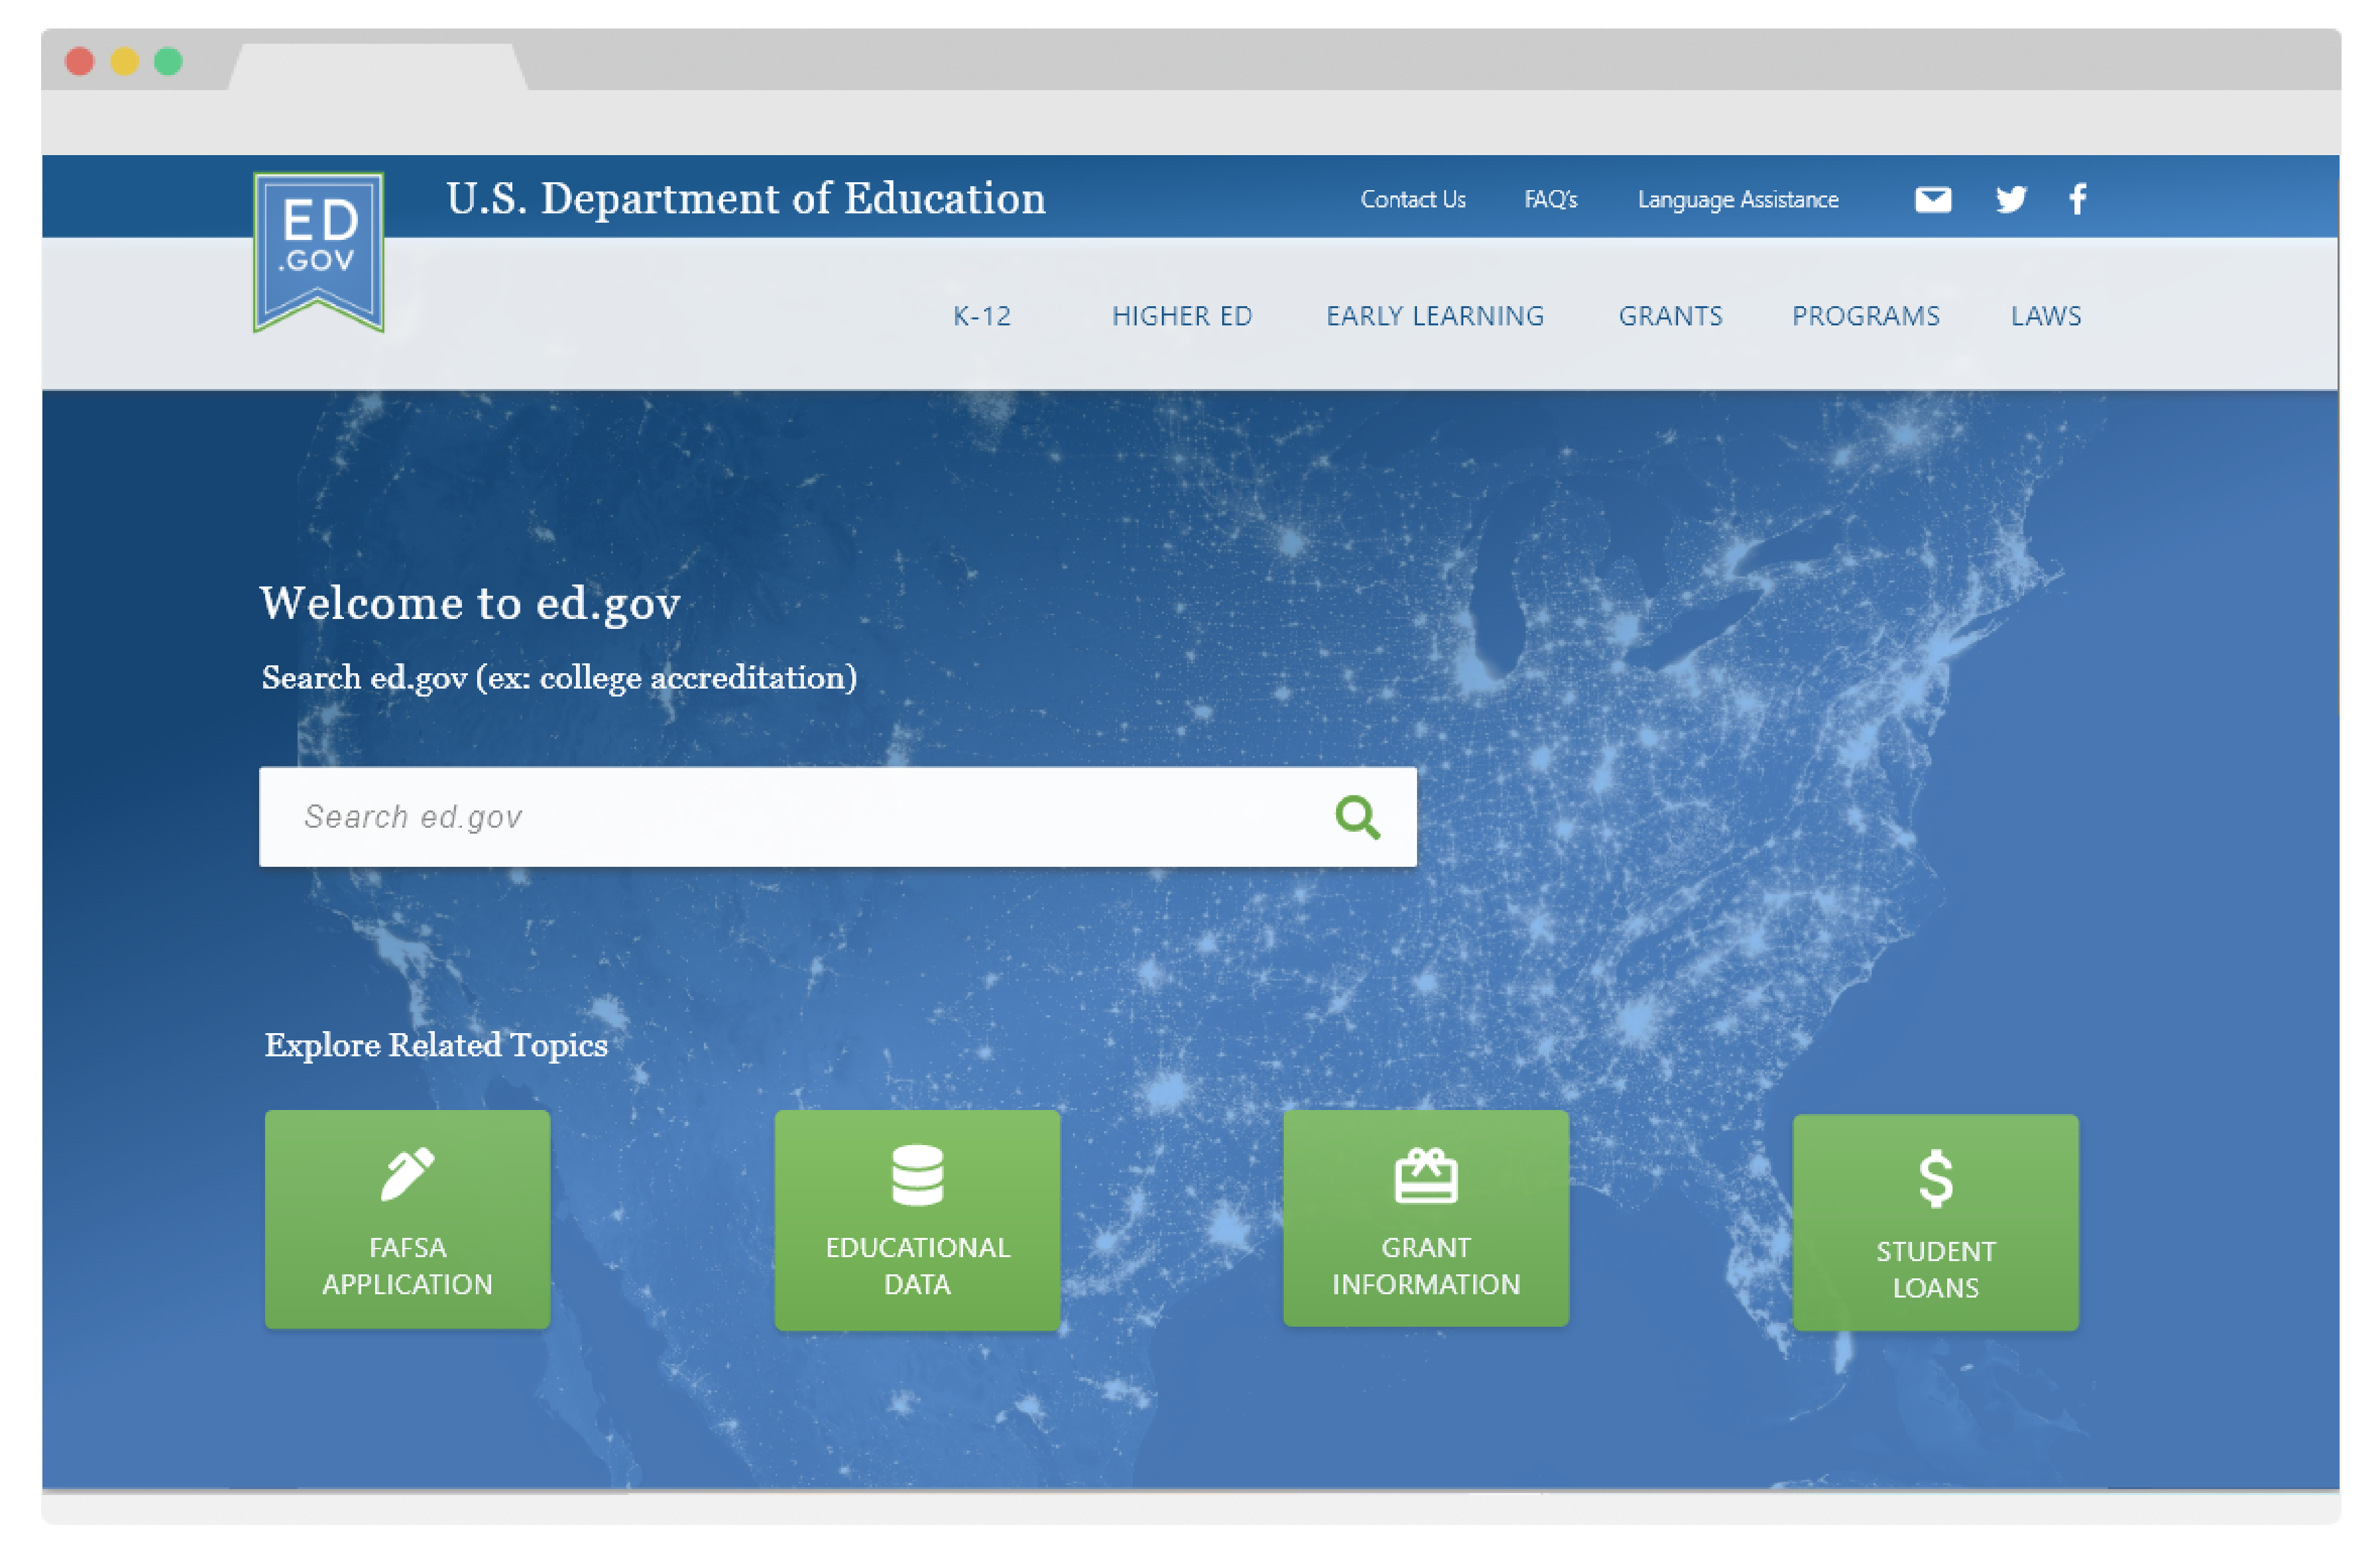 ED
.GOV
U.S. Department of Education
Contact Us
FAQ's
Language Assistance
K-12
HIGHER ED
EARLY LEARNING
GRANTS
PROGRAMS
LAWS
Welcome to ed.gov
Search ed.gov (ex: college accreditation)
Search ed.gov
Explore Related Topics
FAFSA
APPLICATION
EDUCATIONAL
DATA
GRANT
INFORMATION
STUDENT
LOANS